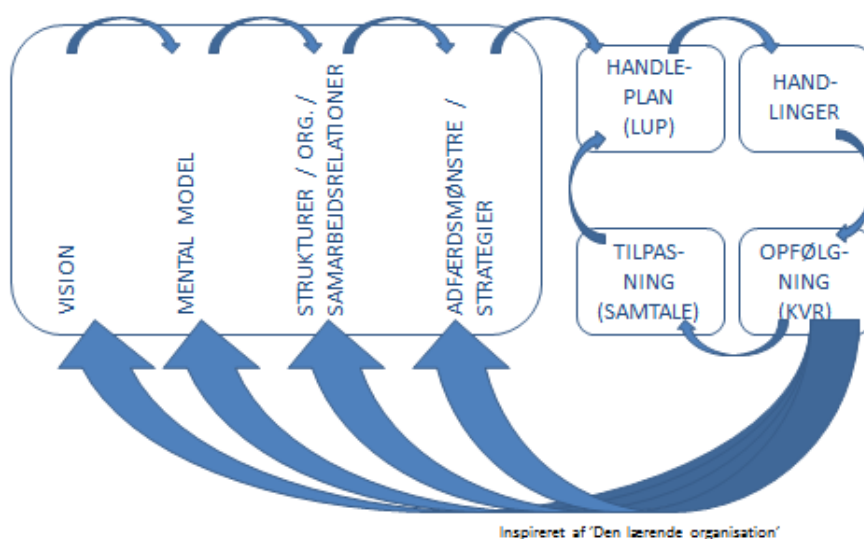 VISION
MENTAL MODEL
STRUKTURER / ORG. /
SAMARBEJDSRELATIONER
ADFÆRDSMØNSTRE /
STRATEGIER
HANDLE-
PLAN
(LUP)
HAND-
LINGER
TILPAS-
NING
(SAMTALE)
OPFØLG-
NING
(KVR)
Inspireret af 'Den lærende organisation'